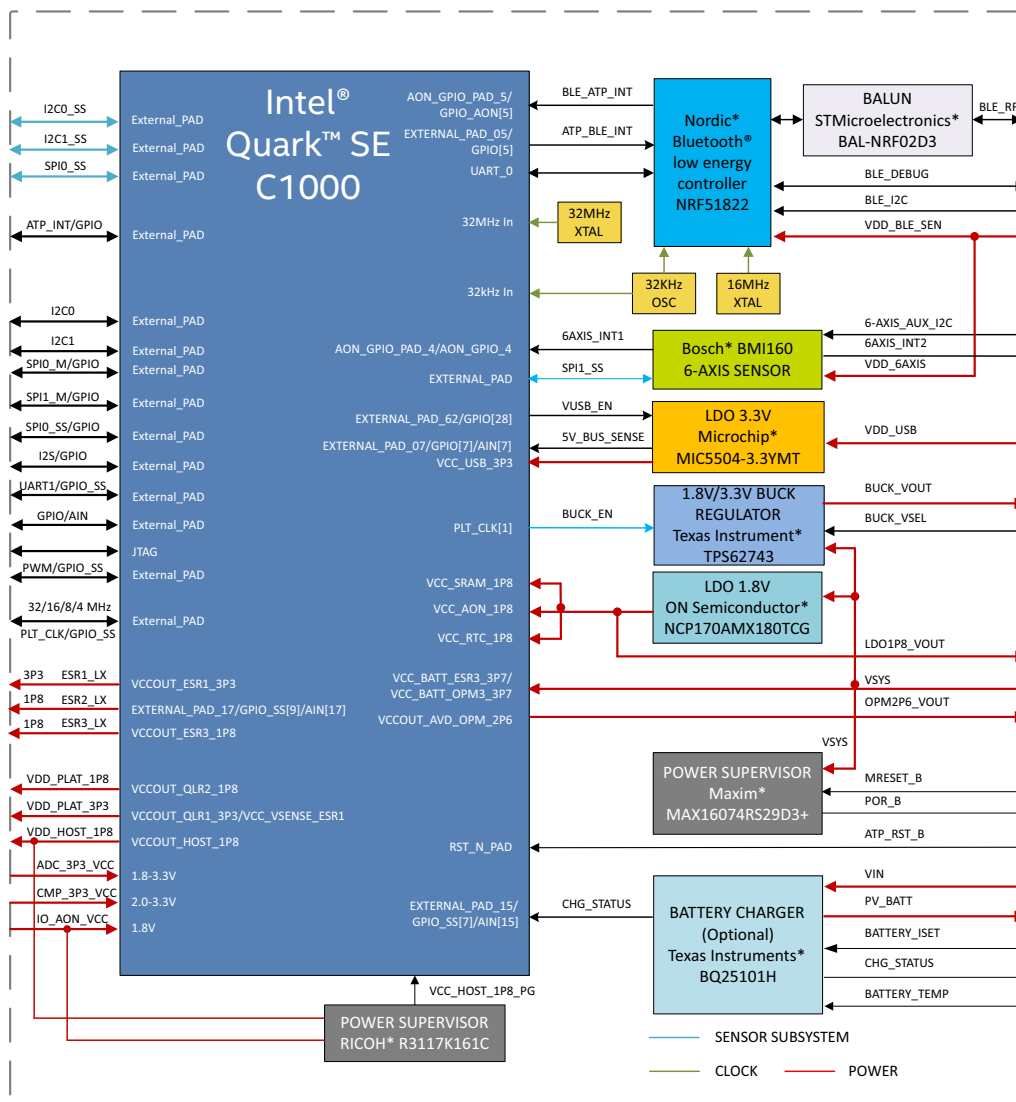 Intel®
Quark™ SE
C1000
I2C0_SS
External_PAD
I2C1_SS
External_PAD
SPI0_SS
External_PAD
ATP_INT/GPIO
External_PAD
I2C0
External_PAD
I2C1
External_PAD
SPI0_M/GPIO
External_PAD
SPI1_M/GPIO
External_PAD
SPI0_SS/GPIO
External_PAD
I2S/GPIO
External_PAD
UART1/GPIO_SS
External_PAD
GPIO/AIN
External_PAD
JTAG
PWM/GPIO_SS
External_PAD
32/16/8/4 MHz
PLT_CLK/GPIO_SS
External_PAD
3P3 ESR1_LX
VCCOUT_ESR1_3P3
1P8 ESR2_LX
EXTERNAL_PAD_17/GPIO_SS[9]/AIN[17]
1P8 ESR3_LX
VCCOUT_ESR3_1P8
VDD_PLAT_1P8
VCCOUT_QLR2_1P8
VDD_PLAT_3P3
VCCOUT_QLR1_3P3/VCC_VSENSE_ESR1
VDD_HOST_1P8
VCCOUT_HOST_1P8
ADC_3P3_VCC
1.8-3.3V
CMP_3P3_VCC
2.0-3.3V
IO_AON_VCC
1.8V
AON_GPIO_PAD_5/
GPIO_AON[5]
BLE_ATP_INT
EXTERNAL_PAD_05/
GPIO[5]
ATP_BLE_INT
UART_0
32MHz In
32MHz
XTAL
32kHz In
32KHz
OSC
16MHz
XTAL
Nordic*
Bluetooth®
low energy
controller
NRF51822
BALUN
STMicroelectronics*
BAL-NRF02D3
BLE_RF
BLE_DEBUG
BLE_I2C
VDD_BLE_SEN
AON_GPIO_PAD_4/AON_GPIO_4
6AXIS_INT1
EXTERNAL_PAD
SPI1_SS
Bosch* BMI160
6-AXIS SENSOR
6-AXIS_AUX_I2C
6AXIS_INT2
VDD_6AXIS
EXTERNAL_PAD_62/GPIO[28]
VUSB_EN
EXTERNAL_PAD_07/GPIO[7]/AIN[7]
5V_BUS_SENSE
VCC_USB_3P3
LDO 3.3V
Microchip*
MIC5504-3.3YMT
VDD_USB
PLT_CLK[1]
BUCK_EN
1.8V/3.3V BUCK
REGULATOR
Texas Instrument*
TPS62743
BUCK_VOUT
BUCK_VSEL
VCC_SRAM_1P8
VCC_AON_1P8
VCC_RTC_1P8
LDO 1.8V
ON Semiconductor*
NCP170AMX180TCG
LDO1P8_VOUT
VCC_BATT_ESR3_3P7/
VCC_BATT_OPM3_3P7
VSYS
VCCOUT_AVD_OPM_2P6
OPM2P6_VOUT
VSYS
POWER SUPERVISOR
Maxim*
MAX16074RS29D3+
MRESET_B
POR_B
RST_N_PAD
ATP_RST_B
EXTERNAL_PAD_15/
GPIO_SS[7]/AIN[15]
CHG_STATUS
BATTERY CHARGER
(Optional)
Texas Instruments*
BQ25101H
VIN
PV_BATT
BATTERY_ISET
CHG_STATUS
BATTERY_TEMP
VCC_HOST_1P8_PG
POWER SUPERVISOR
RICOH* R3117K161C
SENSOR SUBSYSTEM
CLOCK
POWER